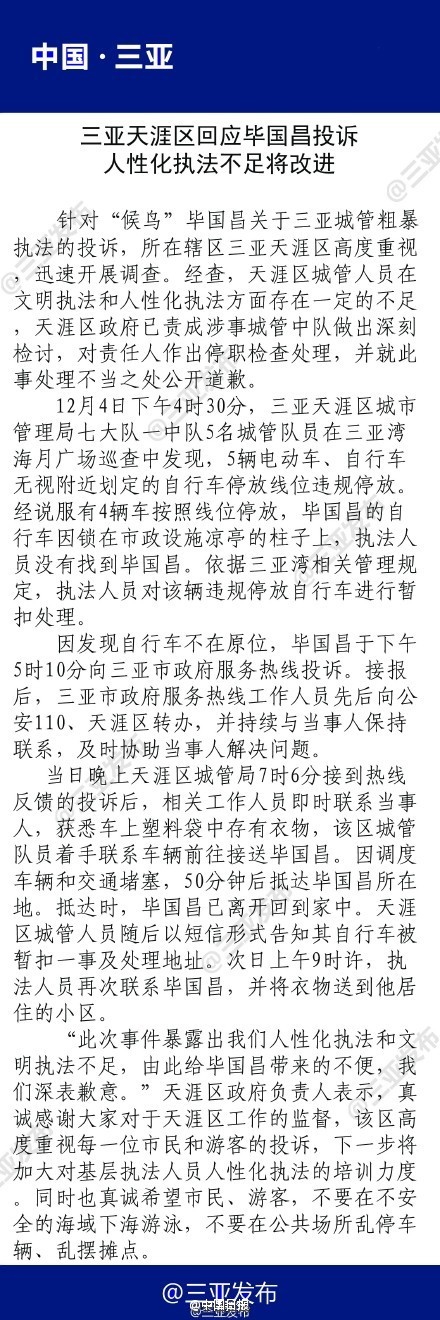 中国·三亚
三亚天涯区回应毕国昌投诉
人性化执法不足将改进
针对“候鸟”毕国昌关于三亚城管粗暴
执法的投诉，所在辖区三亚天涯区高度重视
，迅速开展调查。经查，天涯区城管人员在
文明执法和人性化执法方面存在一定的不足
，天涯区政府已责成涉事城管中队做出深刻
检讨，对责任人作出停职检查处理，并就此
事处理不当之处公开道歉。
12月4日下午4时30分，三亚天涯区城市
管理局七大队一中队5名城管队员在三亚湾
海月广场巡查中发现，5辆电动车、自行车
无视附近划定的自行车停放线位违规停放。
经说服有4辆车按照线位停放，毕国昌的自
行车因锁在市政设施凉亭的柱子上，执法人
员没有找到毕国昌。依据三亚湾相关管理规
定，执法人员对该辆违规停放自行车进行暂
扣处理。
因发现自行车不在原位，毕国昌于下午
5时10分向三亚市政府服务热线投诉。接报
后，三亚市政府服务热线工作人员先后向公
安110、天涯区转办，并持续与当事人保持
联系，及时协助当事人解决问题。
当日晚上天涯区城管局7时6分接到热线
反馈的投诉后，相关工作人员即时联系当事
人，获悉车上塑料袋中存有衣物，该区城管
队员着手联系车辆前往接送毕国昌。因调度
车辆和交通堵塞，50分钟后抵达毕国昌所在
地。抵达时，毕国昌已离开回到家中。天涯
区城管人员随后以短信形式告知其自行车被
暂扣一事及处理地址。次日上午9时许，执
法人员再次联系毕国昌，并将衣物送到他居
住的小区。
“此次事件暴露出我们人性化执法和文
明执法不足，由此给毕国昌带来的不便，我
们深表歉意。”天涯区政府负责人表示，真
诚感谢大家对于天涯区工作的监督，该区高
度重视每一位市民和游客的投诉，下一步将
加大对基层执法人员人性化执法的培训力度
。同时也真诚希望市民、游客，不要在不安
全的海域下海游泳，不要在公共场所乱停车
辆、乱摆摊点。
@三亚发布
@中国日报
@三亚发布